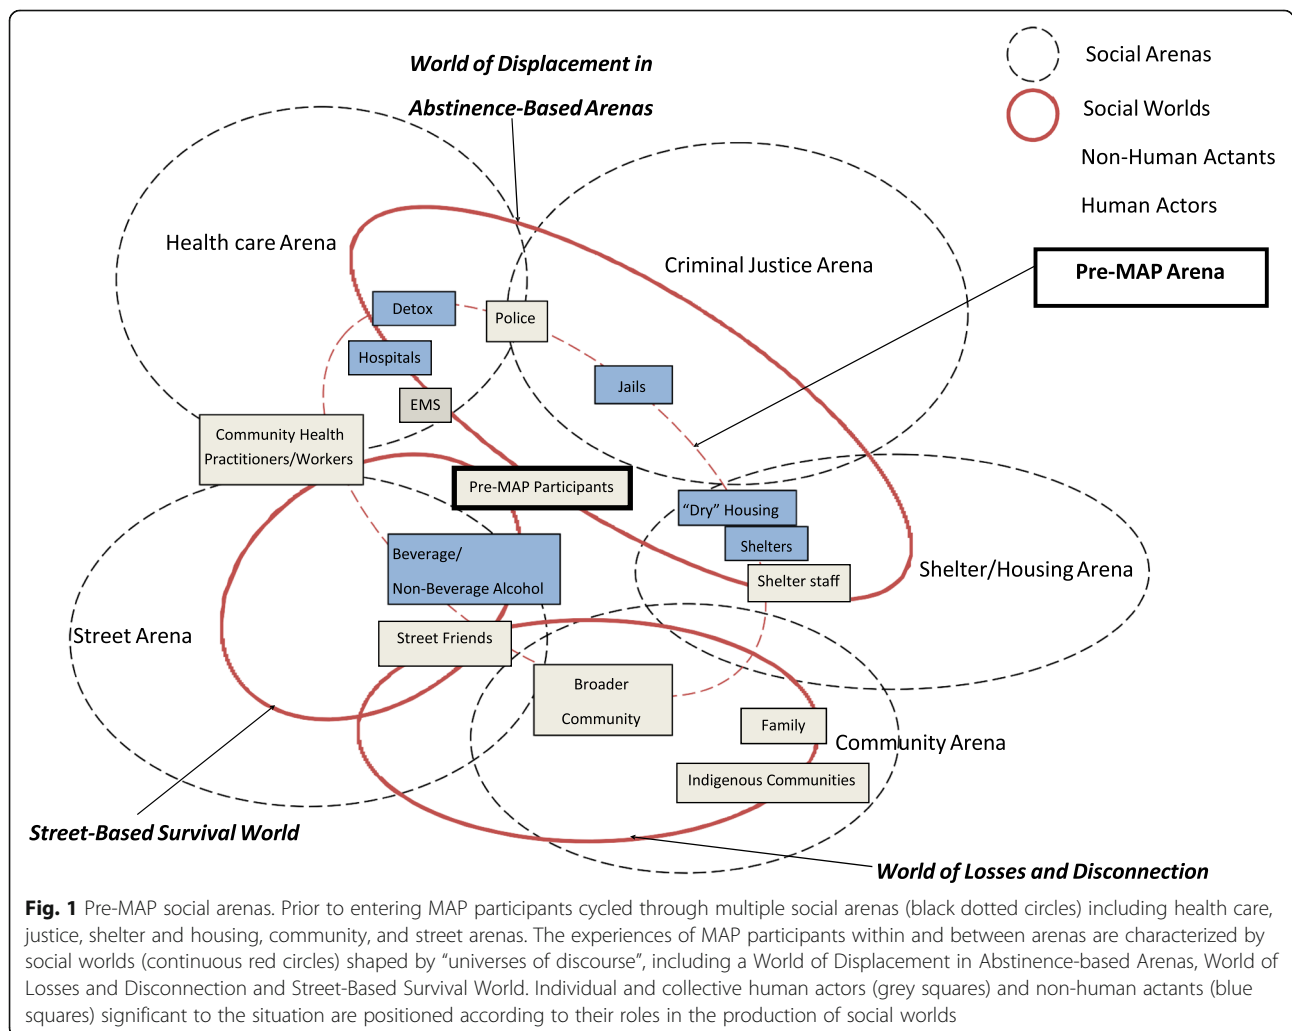 World of Displacement in
Abstinence-Based Arenas
Social Arenas
Social Worlds
Non-Human Actants
Human Actors
Pre-MAP Arena
Health care Arena
Criminal Justice Arena
Detox
Police
Hospitals
Jails
EMS
Community Health
Practitioners/Workers
Pre-MAP Participants
“Dry” Housing
Shelters
Shelter staff
Shelter/Housing Arena
Beverage/
Non-Beverage Alcohol
Street Arena
Street Friends
Broader
Community
Family
Community Arena
Indigenous Communities
Street-Based Survival World
World of Losses and Disconnection
Fig. 1 Pre-MAP social arenas. Prior to entering MAP participants cycled through multiple social arenas (black dotted circles) including health care,
justice, shelter and housing, community, and street arenas. The experiences of MAP participants within and between arenas are characterized by
social worlds (continuous red circles) shaped by “universes of discourse”, including a World of Displacement in Abstinence-based Arenas, World of
Losses and Disconnection and Street-Based Survival World. Individual and collective human actors (grey squares) and non-human actants (blue
squares) significant to the situation are positioned according to their roles in the production of social worlds